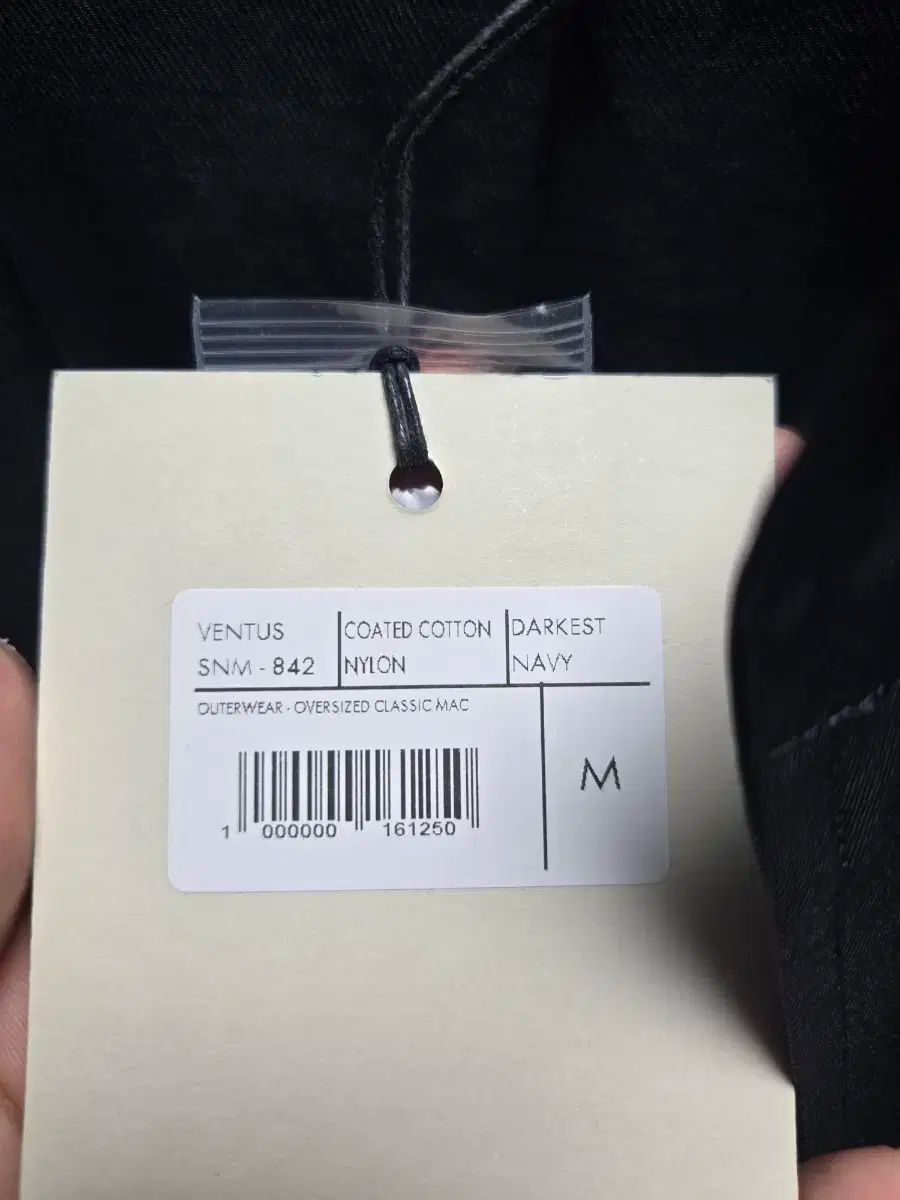 VENTUS
SNM - 842
COATED COTTON
NYLON
DARKEST
NAVY
OUTERWEAR - OVERSIZED CLASSIC MAC
M
1 000000 161250